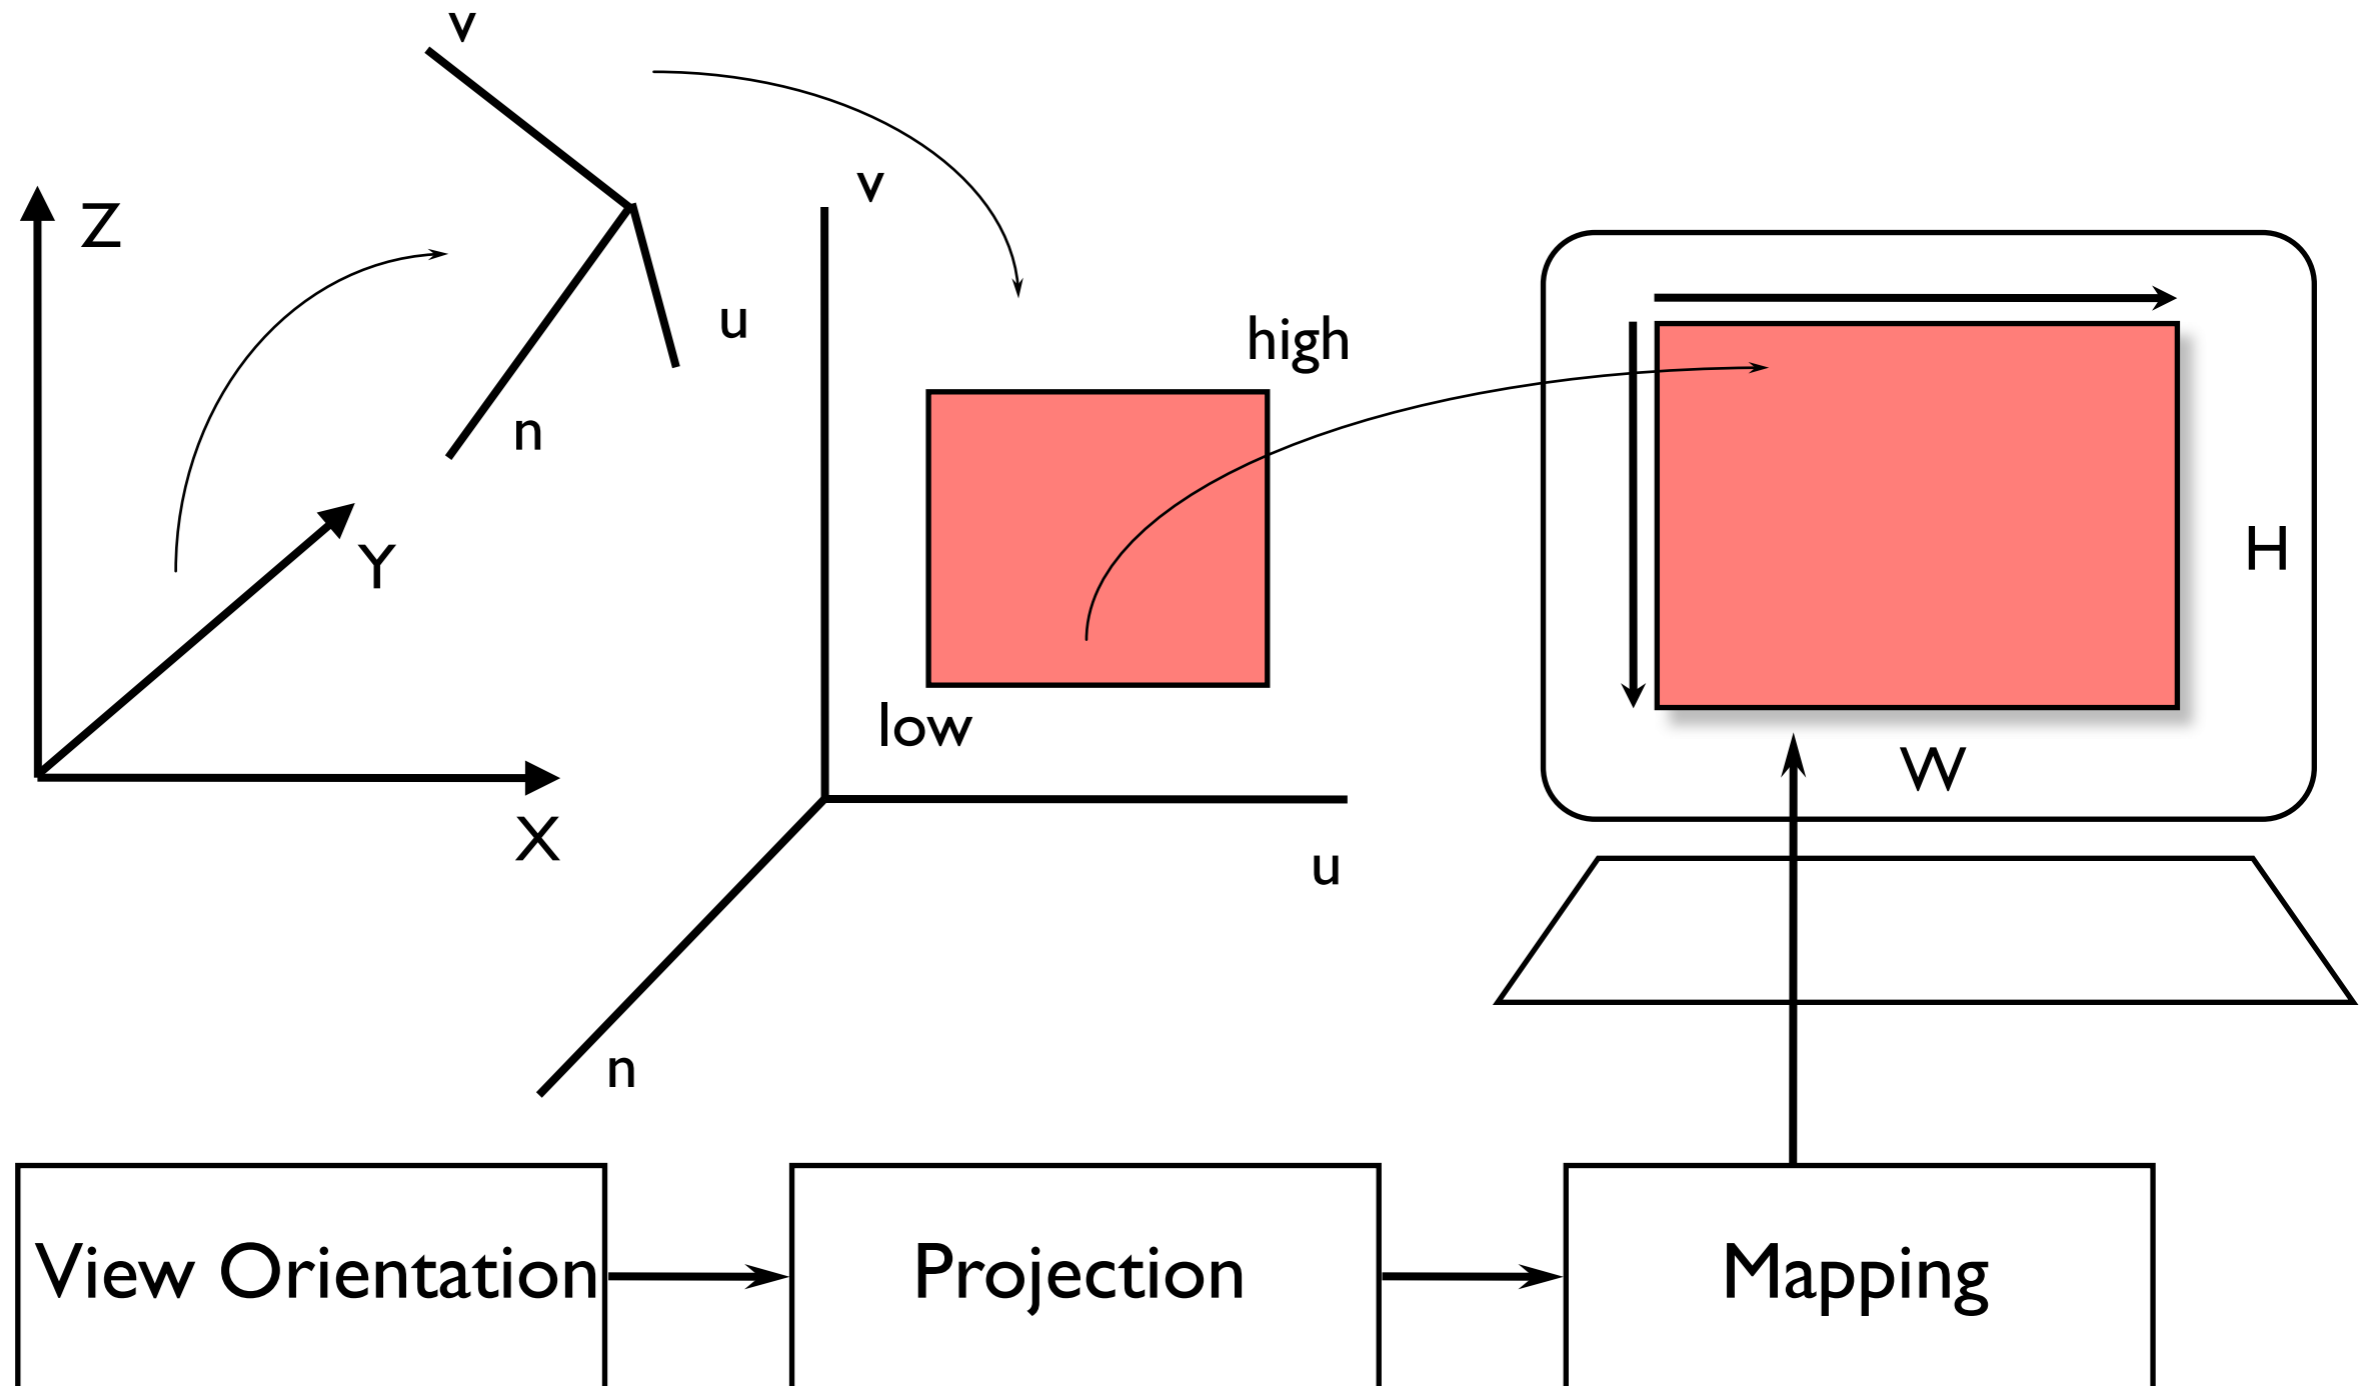 v
Z
u
n
Y
X
v
high
low
u
n
H
W
View Orientation
Projection
Mapping